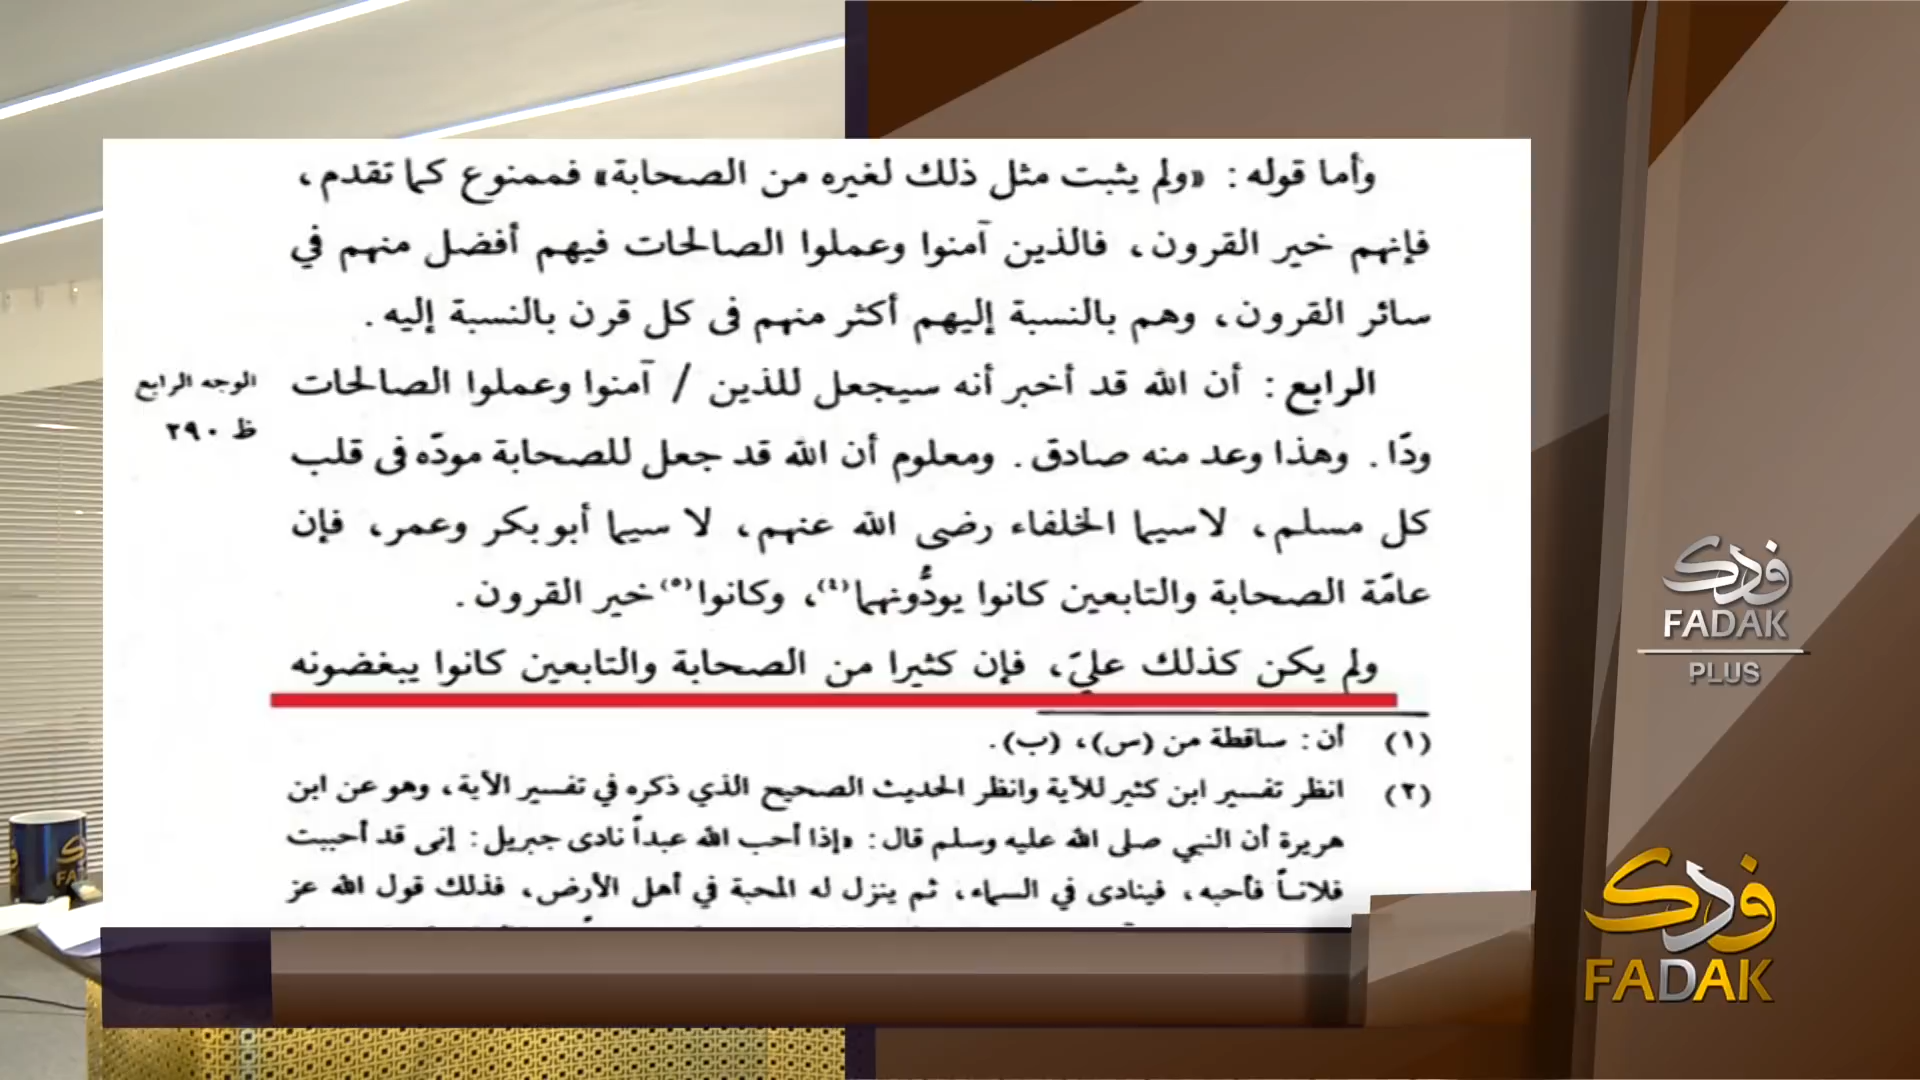 وأما قوله: «ولم يثبت مثل ذلك لغيره من الصحابة» فممنوع كما تقدم،
فإنهم خير القرون، فالذين آمنوا وعملوا الصالحات فيهم أفضل منهم في
سائر القرون، وهم بالنسبة إليهم أكثر منهم فى كل قرن بالنسبة إليه.
الرابع: أن الله قد أخبر أنه سيجعل للذين / آمنوا وعملوا الصالحات
الوجه الرابع
ظ ٢٩٠
ودّا. وهذا وعد منه صادق. ومعلوم أن الله قد جعل للصحابة مودّه فى قلب
كل مسلم، لاسيما الخلفاء رضى الله عنهم، لا سيما أبو بكر وعمر، فإن
عامّة الصحابة والتابعين كانوا يودُّونهما(٤)، وكانوا(٥) خير القرون.
ولم يكن كذلك عليّ، فإن كثيرا من الصحابة والتابعين كانوا يبغضونه
(١) أن: ساقطة من (س)، (ب).
(٢) انظر تفسير ابن كثير للآية وانظر الحديث الصحيح الذي ذكره في تفسير الآية، وهو عن ابن
هريرة أن النبي صلى الله عليه وسلم قال: «إذا أحب الله عبداً نادى جبريل: إنى قد أحببت
فلاناً فأحبه، فينادى في السماء، ثم ينزل له المحبة في أهل الأرض، فذلك قول الله عز
فدك
FADAK
PLUS
فدك
FADAK